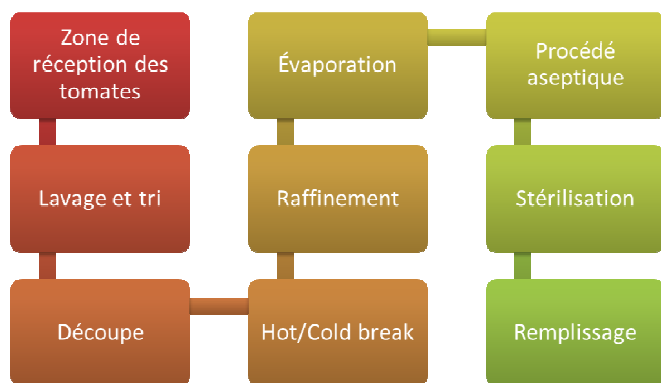 Zone de
réception des
tomates
Lavage et tri
Découpe
Hot/Cold break
Raffinement
Évaporation
Procédé
aseptique
Stérilisation
Remplissage